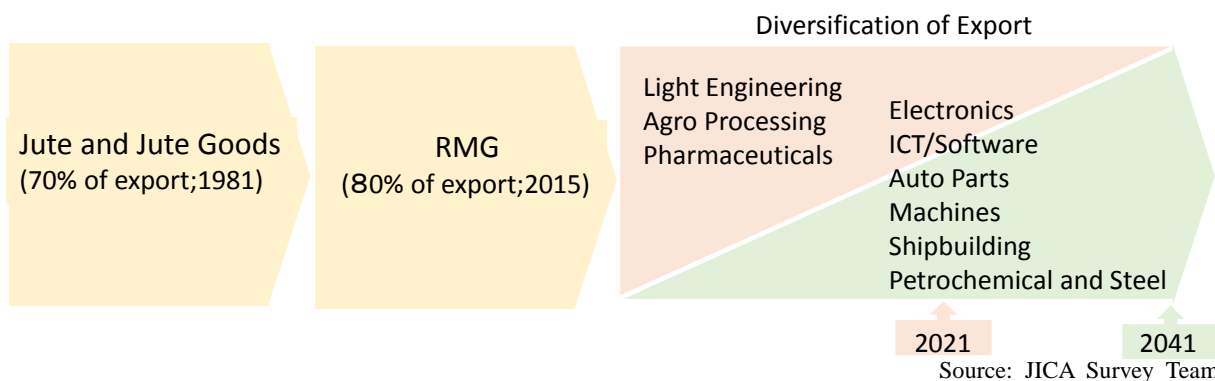 Diversification of Export
Jute and Jute Goods
(70% of export;1981)
RMG
(80% of export;2015)
Light Engineering
Agro Processing
Pharmaceuticals
Electronics
ICT/Software
Auto Parts
Machines
Shipbuilding
Petrochemical and Steel
2021
2041
Source: JICA Survey Team